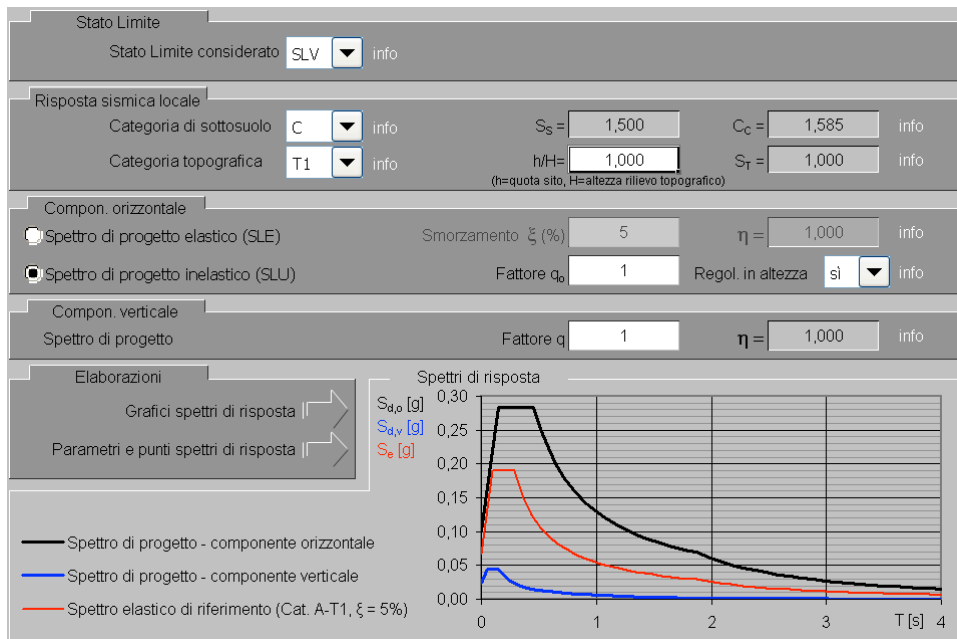 Stato Limite
Stato Limite considerato SLV info
Risposta sismica locale
Categoria di sottosuolo C info S_S = 1,500 C_C = 1,585 info
Categoria topografica T1 info h/H= 1,000 S_T = 1,000 info
(h=quota sito, H=altezza rilievo topografico)
Compon. orizzontale
Spettro di progetto elastico (SLE) Smorzamento ξ (%) 5 η = 1,000 info
Spettro di progetto inelastico (SLU) Fattore q_o 1 Regol. in altezza sì info
Compon. verticale
Spettro di progetto Fattore q 1 η = 1,000 info
Elaborazioni
Grafici spettri di risposta
Parametri e punti spettri di risposta
Spettri di risposta
S_d,o [g]
S_d,v [g]
S_e [g]
0,30
0,25
0,20
0,15
0,10
0,05
0,00
0 1 2 3 T [s] 4
Spettro di progetto - componente orizzontale
Spettro di progetto - componente verticale
Spettro elastico di riferimento (Cat. A-T1, ξ = 5%)